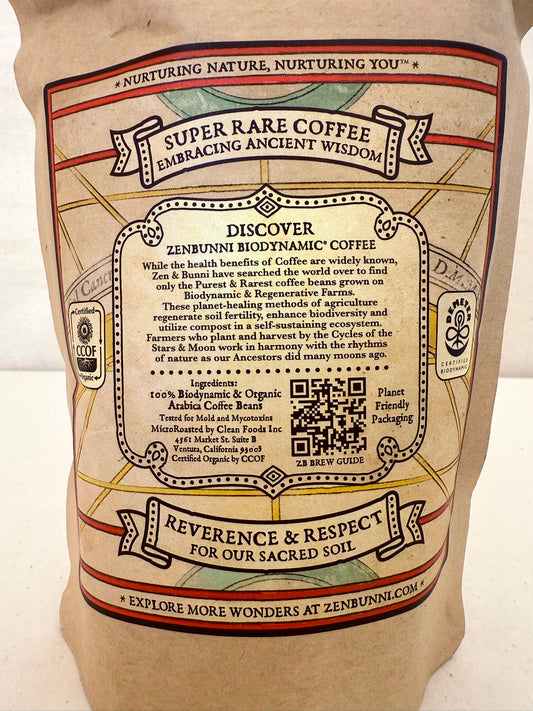 * NURTURING NATURE, NURTURING YOU™ *
SUPER RARE COFFEE
EMBRACING ANCIENT WISDOM
DISCOVER
ZENBUNNI BIODYNAMIC® COFFEE
While the health benefits of Coffee are widely known,
Zen & Bunni have searched the world over to find
only the Purest & Rarest coffee beans grown on
Biodynamic & Regenerative Farms.
These planet-healing methods of agriculture
regenerate soil fertility, enhance biodiversity and
utilize compost in a self-sustaining ecosystem.
Farmers who plant and harvest by the Cycles of the
Stars & Moon work in harmony with the rhythms
of nature as our Ancestors did many moons ago.
Canc
D.M.
Certified
CCOF
Organic
DEMETER
CERTIFIED
BIODYNAMIC
Ingredients:
100% Biodynamic & Organic
Arabica Coffee Beans
Tested for Mold and Mycotoxins
MicroRoasted by Clean Foods Inc
4561 Market St. Suite B
Ventura, California 93003
Certified Organic by CCOF
ZB BREW GUIDE
Planet
Friendly
Packaging
REVERENCE & RESPECT
FOR OUR SACRED SOIL
* EXPLORE MORE WONDERS AT ZENBUNNI.COM *